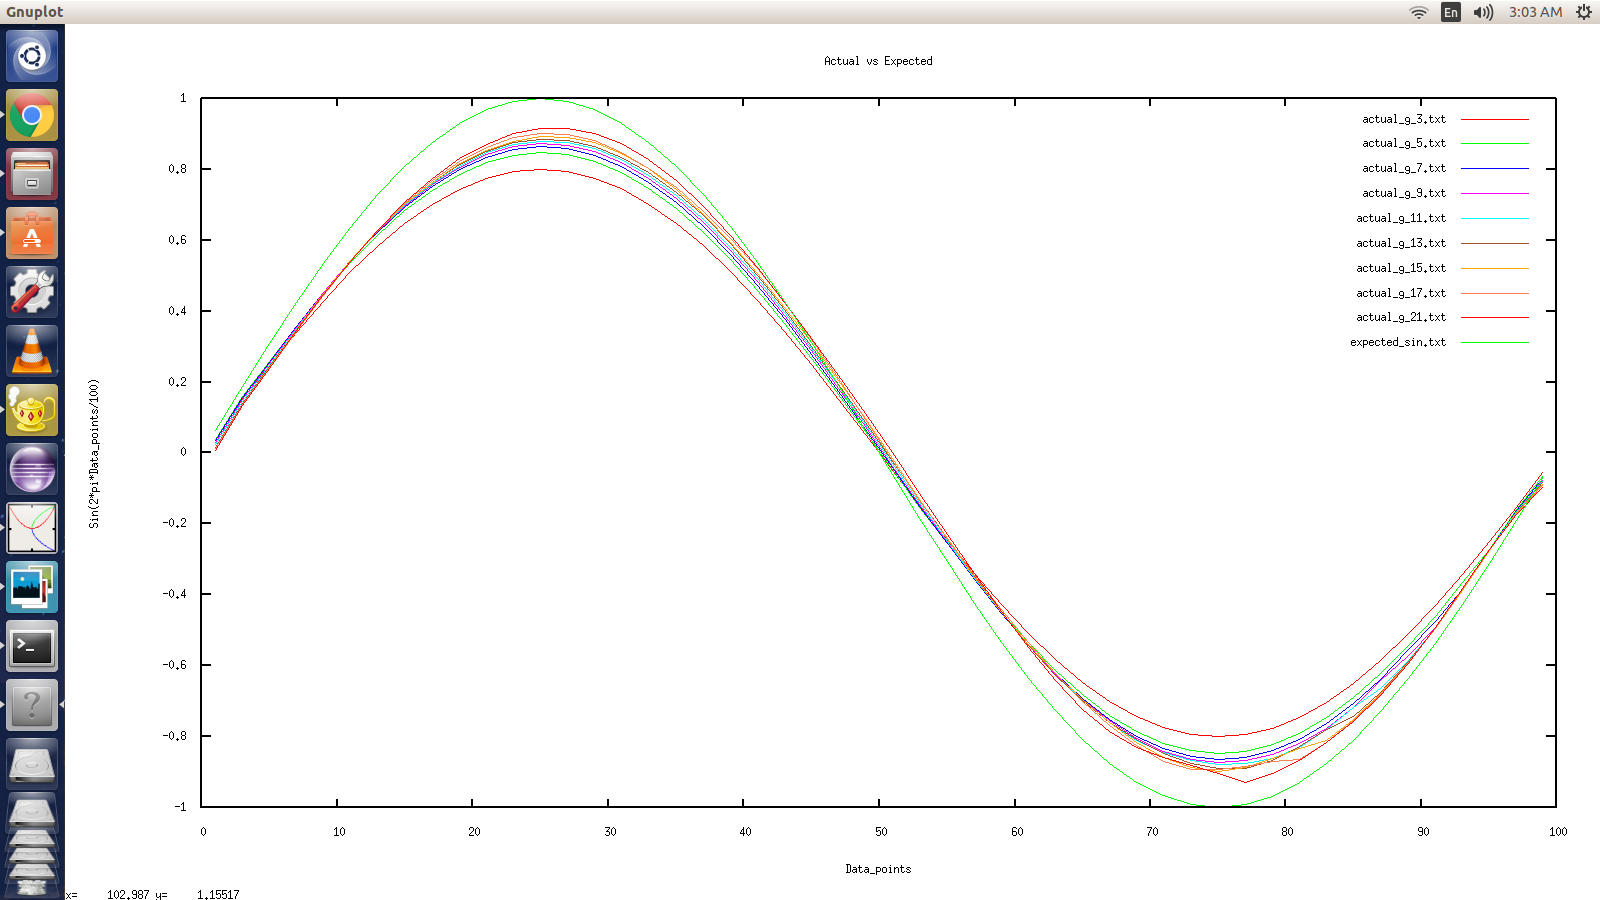 Gnuplot
En
3:03 AM
Actual vs Expected
actual_g_3.txt
actual_g_5.txt
actual_g_7.txt
actual_g_9.txt
actual_g_11.txt
actual_g_13.txt
actual_g_15.txt
actual_g_17.txt
actual_g_21.txt
expected_sin.txt
1
0.8
0.6
0.4
0.2
0
-0.2
-0.4
-0.6
-0.8
-1
Sin(2*pi*Data_points/100)
0 10 20 30 40 50 60 70 80 90 100
Data_points
x= 102.987 y= 1.15517